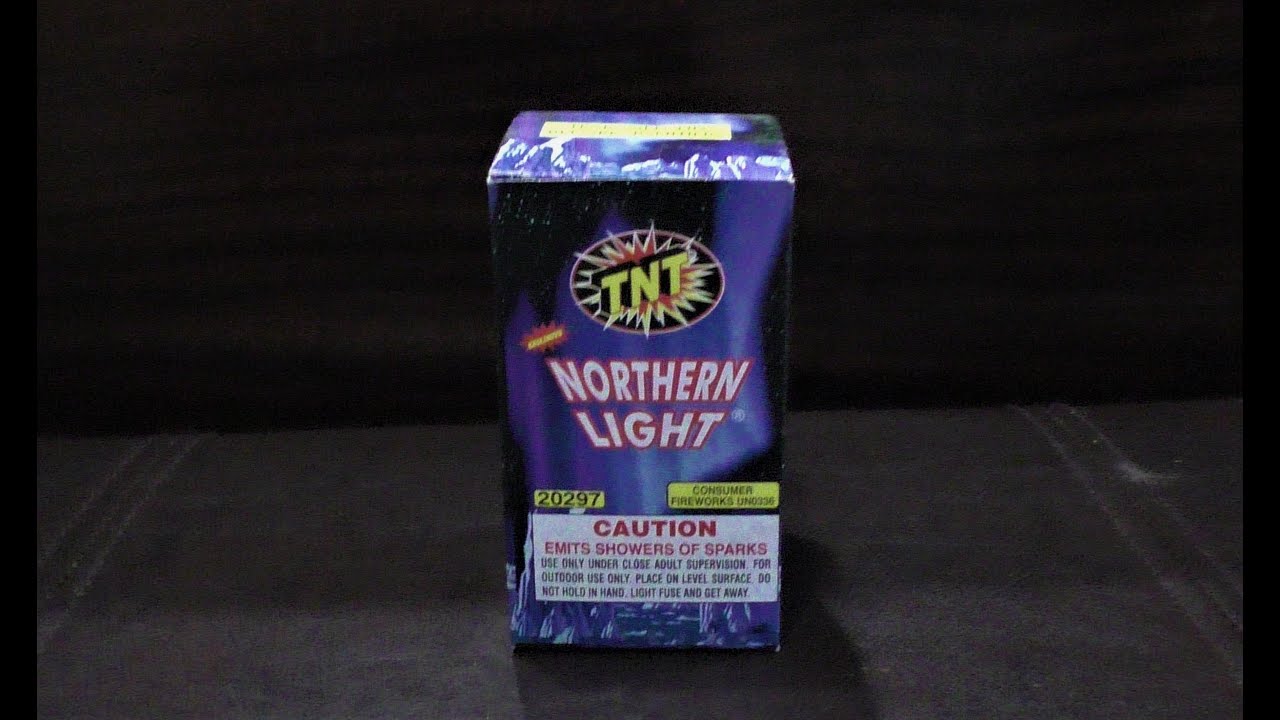 TNT
EXCLUSIVE
NORTHERN
LIGHT®
20297
CONSUMER
FIREWORKS UN0336
CAUTION
EMITS SHOWERS OF SPARKS
USE ONLY UNDER CLOSE ADULT SUPERVISION. FOR
OUTDOOR USE ONLY. PLACE ON LEVEL SURFACE. DO
NOT HOLD IN HAND. LIGHT FUSE AND GET AWAY.